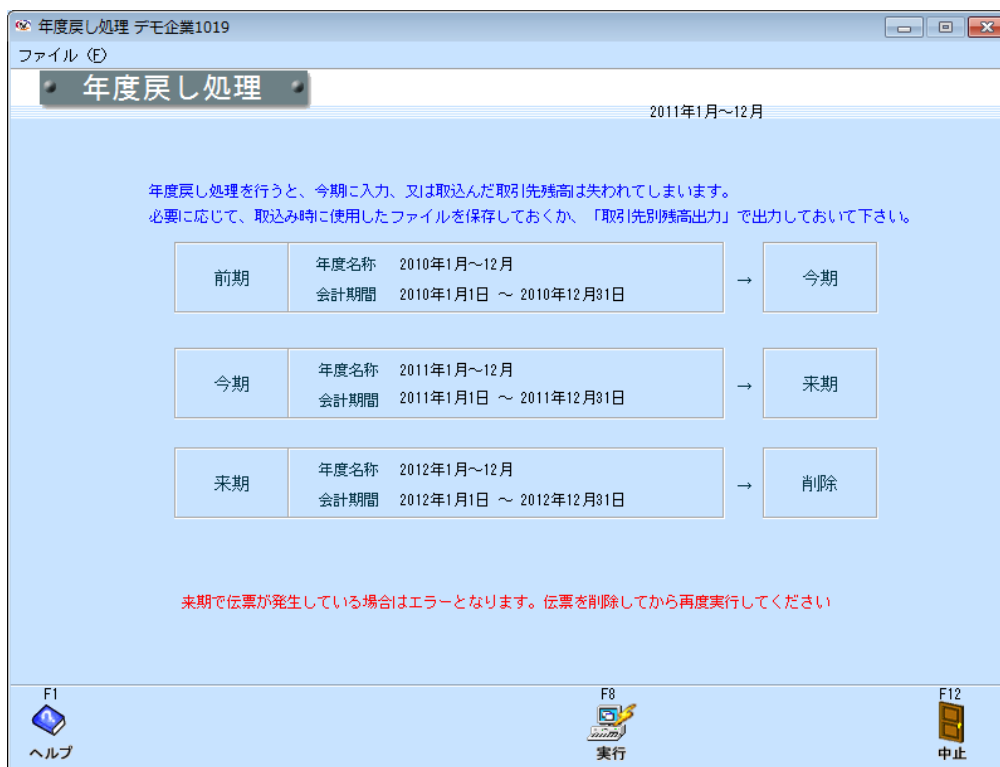 年度戻し処理 デモ企業1019
ファイル (F)
年度戻し処理
2011年1月～12月
年度戻し処理を行うと、今期に入力、又は取込んだ取引先残高は失われてしまいます。
必要に応じて、取込み時に使用したファイルを保存しておくか、「取引先別残高出力」で出力しておいて下さい。
前期 年度名称 2010年1月～12月 → 今期
会計期間 2010年1月1日 ～ 2010年12月31日
今期 年度名称 2011年1月～12月 → 来期
会計期間 2011年1月1日 ～ 2011年12月31日
来期 年度名称 2012年1月～12月 → 削除
会計期間 2012年1月1日 ～ 2012年12月31日
来期で伝票が発生している場合はエラーとなります。伝票を削除してから再度実行してください
F1 F8 F12
ヘルプ 実行 中止